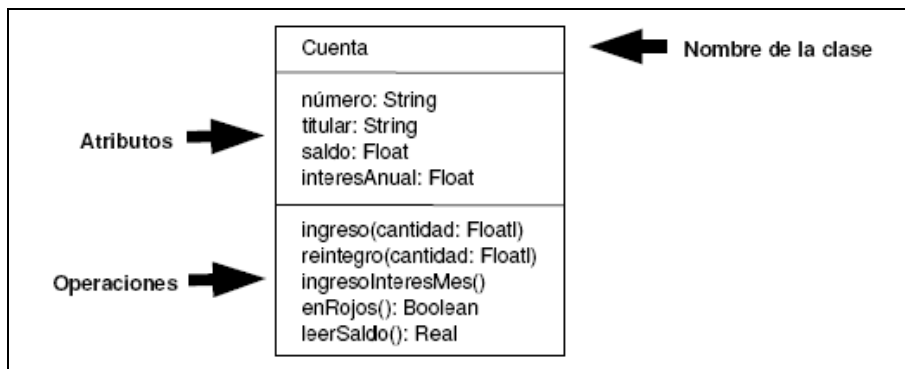 Cuenta
Nombre de la clase
número: String
titular: String
saldo: Float
interesAnual: Float
Atributos
ingreso(cantidad: Floatl)
reintegro(cantidad: Floatl)
ingresoInteresMes()
enRojos(): Boolean
leerSaldo(): Real
Operaciones